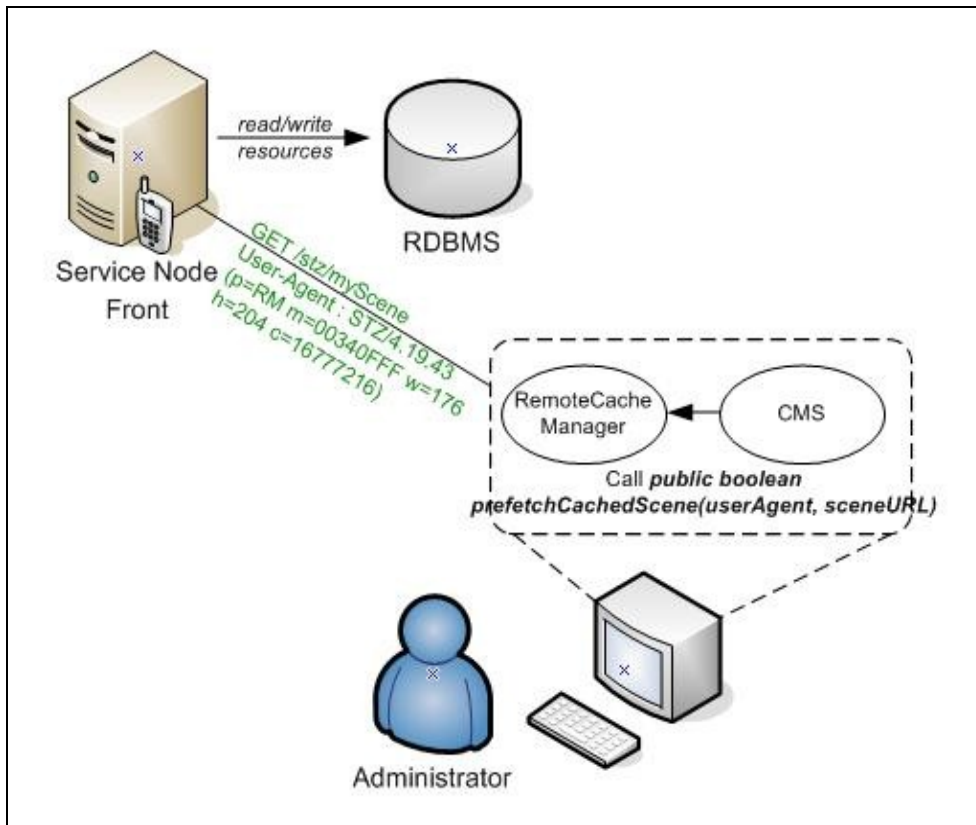 read/write
resources
RDBMS
Service Node
Front
GET /stz/myScene
User-Agent : STZ/4.19.43
(p=RM m=00340FFF w=176
h=204 c=16777216)
RemoteCache
Manager
CMS
Call public boolean
prefetchCachedScene(userAgent, sceneURL)
Administrator